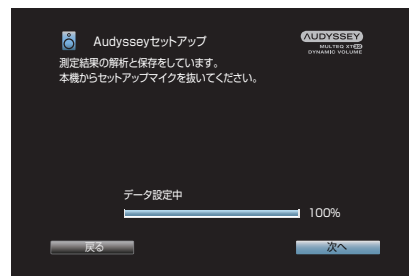 Audysseyセットアップ
AUDYSSEY
MULTEQ XT32
DYNAMIC VOLUME
測定結果の解析と保存をしています。
本機からセットアップマイクを抜いてください。
データ設定中
100%
戻る
次へ